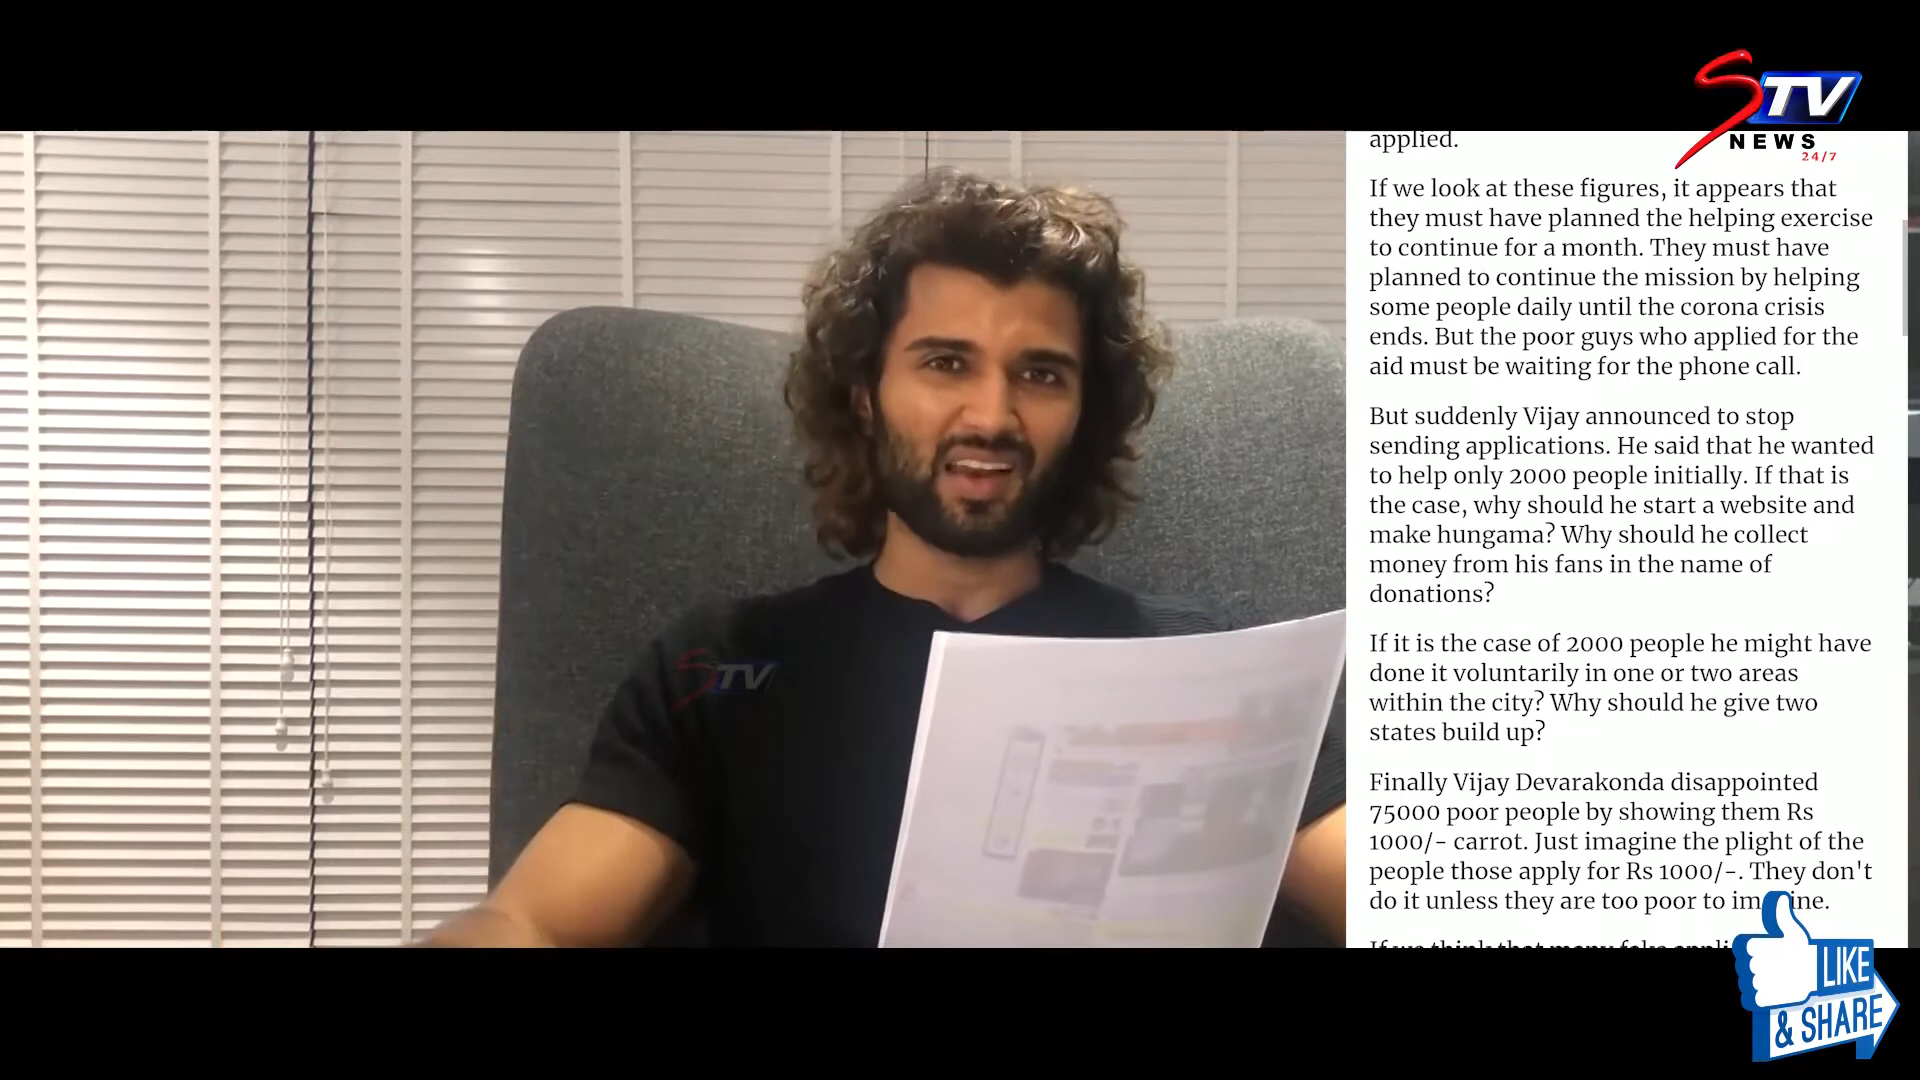 STV
NEWS
24/7
applied.
If we look at these figures, it appears that
they must have planned the helping exercise
to continue for a month. They must have
planned to continue the mission by helping
some people daily until the corona crisis
ends. But the poor guys who applied for the
aid must be waiting for the phone call.
But suddenly Vijay announced to stop
sending applications. He said that he wanted
to help only 2000 people initially. If that is
the case, why should he start a website and
make hungama? Why should he collect
money from his fans in the name of
donations?
If it is the case of 2000 people he might have
done it voluntarily in one or two areas
within the city? Why should he give two
states build up?
Finally Vijay Devarakonda disappointed
75000 poor people by showing them Rs
1000/- carrot. Just imagine the plight of the
people those apply for Rs 1000/-. They don't
do it unless they are too poor to im ine.
If we think that many fake appli
STV
LIKE
& SHARE